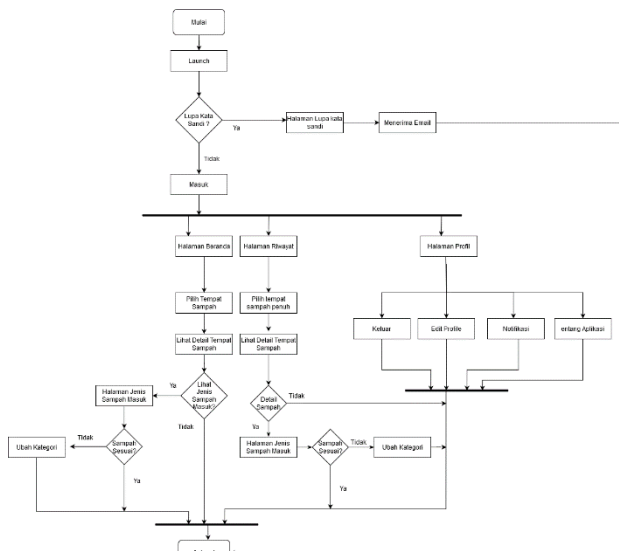 Mulai
Launch
Lupa Kata
Sandi ?
Ya
Halaman Lupa kata
sandi
Menerima Email
Tidak
Masuk
Halaman Beranda
Halaman Riwayat
Halaman Profil
Pilih Tempat
Sampah
Pilih tempat
sampah penuh
Keluar
Edit Profile
Notifikasi
entang Aplikasi
Lihat Detail Tempat
Sampah
Lihat Detail Tempat
Sampah
Halaman Jenis
Sampah Masuk
Ya
Lihat
Jenis
Sampah
Masuk?
Tidak
Detail
Sampah
Tidak
Ya
Ubah Kategori
Tidak
Sampah
Sesuai?
Ya
Halaman Jenis
Sampah Masuk
Sampah
Sesuai?
Tidak
Ubah Kategori
Ya